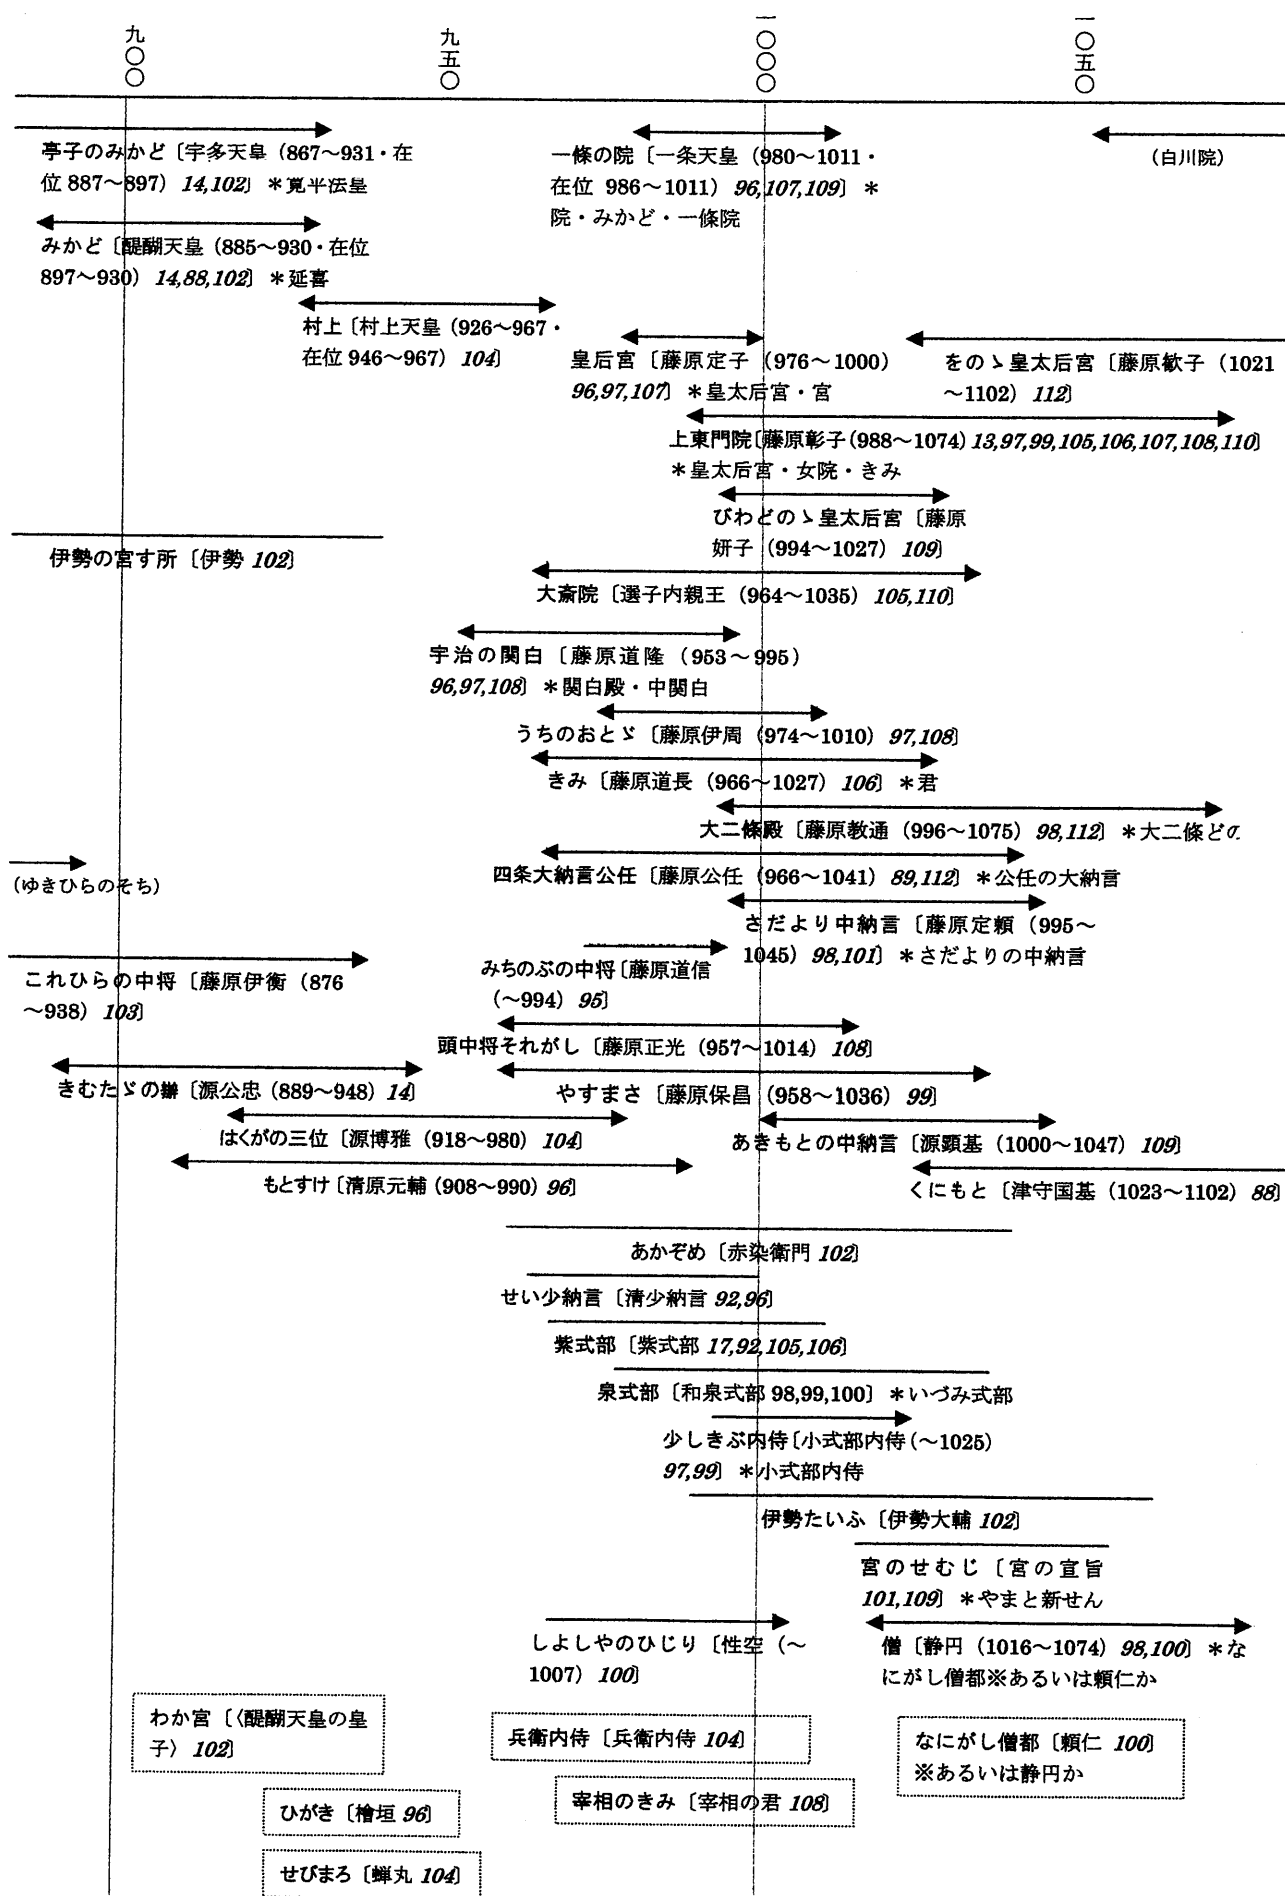 九〇〇
九五〇
一〇〇〇
一〇五〇
亭子のみかど〔宇多天皇（867～931・在
位 887～897）14,102〕＊寛平法皇
一條の院〔一条天皇（980～1011・
在位 986～1011）96,107,109〕＊
院・みかど・一條院
（白川院）
みかど〔醍醐天皇（885～930・在位
897～930）14,88,102〕＊延喜
村上〔村上天皇（926～967・
在位 946～967）104〕
皇后宮〔藤原定子（976～1000）
96,97,107〕＊皇太后宮・宮
をのゝ皇太后宮〔藤原歓子（1021
～1102）112〕
上東門院〔藤原彰子（988～1074）13,97,99,105,106,107,108,110〕
＊皇太后宮・女院・きみ
びわどのゝ皇太后宮〔藤原
妍子（994～1027）109〕
伊勢の宮す所〔伊勢 102〕
大斎院〔選子内親王（964～1035）105,110〕
宇治の関白〔藤原道隆（953～995）
96,97,108〕＊関白殿・中関白
うちのおとゞ〔藤原伊周（974～1010）97,108〕
きみ〔藤原道長（966～1027）106〕＊君
大二條殿〔藤原教通（996～1075）98,112〕＊大二條どの
（ゆきひらのそち）
四条大納言公任〔藤原公任（966～1041）89,112〕＊公任の大納言
さだより中納言〔藤原定頼（995～
1045）98,101〕＊さだよりの中納言
これひらの中将〔藤原伊衡（876
～938）103〕
みちのぶの中将〔藤原道信
（～994）95〕
頭中将それがし〔藤原正光（957～1014）108〕
きむたゞの辦〔源公忠（889～948）14〕
やすまさ〔藤原保昌（958～1036）99〕
はくがの三位〔源博雅（918～980）104〕
あきもとの中納言〔源顕基（1000～1047）109〕
もとすけ〔清原元輔（908～990）96〕
くにもと〔津守国基（1023～1102）88〕
あかぞめ〔赤染衛門 102〕
せい少納言〔清少納言 92,96〕
紫式部〔紫式部 17,92,105,106〕
泉式部〔和泉式部 98,99,100〕＊いづみ式部
少しきぶ内侍〔小式部内侍（～1025）
97,99〕＊小式部内侍
伊勢たいふ〔伊勢大輔 102〕
宮のせむじ〔宮の宣旨
101,109〕＊やまと新せん
しよしやのひじり〔性空（～
1007）100〕
僧〔静円（1016～1074）98,100〕＊な
にがし僧都※あるいは頼仁か
わか宮〔〈醍醐天皇の皇
子〉102〕
兵衛内侍〔兵衛内侍 104〕
なにがし僧都〔頼仁 100〕
※あるいは静円か
ひがき〔檜垣 96〕
宰相のきみ〔宰相の君 108〕
せびまろ〔蝉丸 104〕